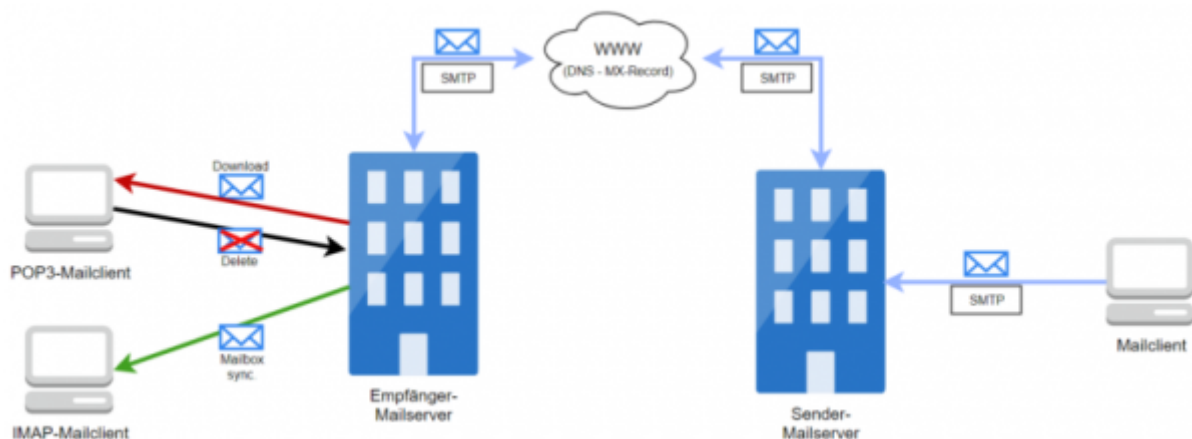 WWW
(DNS - MX-Record)
SMTP
SMTP
Download
Delete
POP3-Mailclient
Mailbox
sync.
IMAP-Mailclient
Empfänger-
Mailserver
SMTP
Mailclient
Sender-
Mailserver